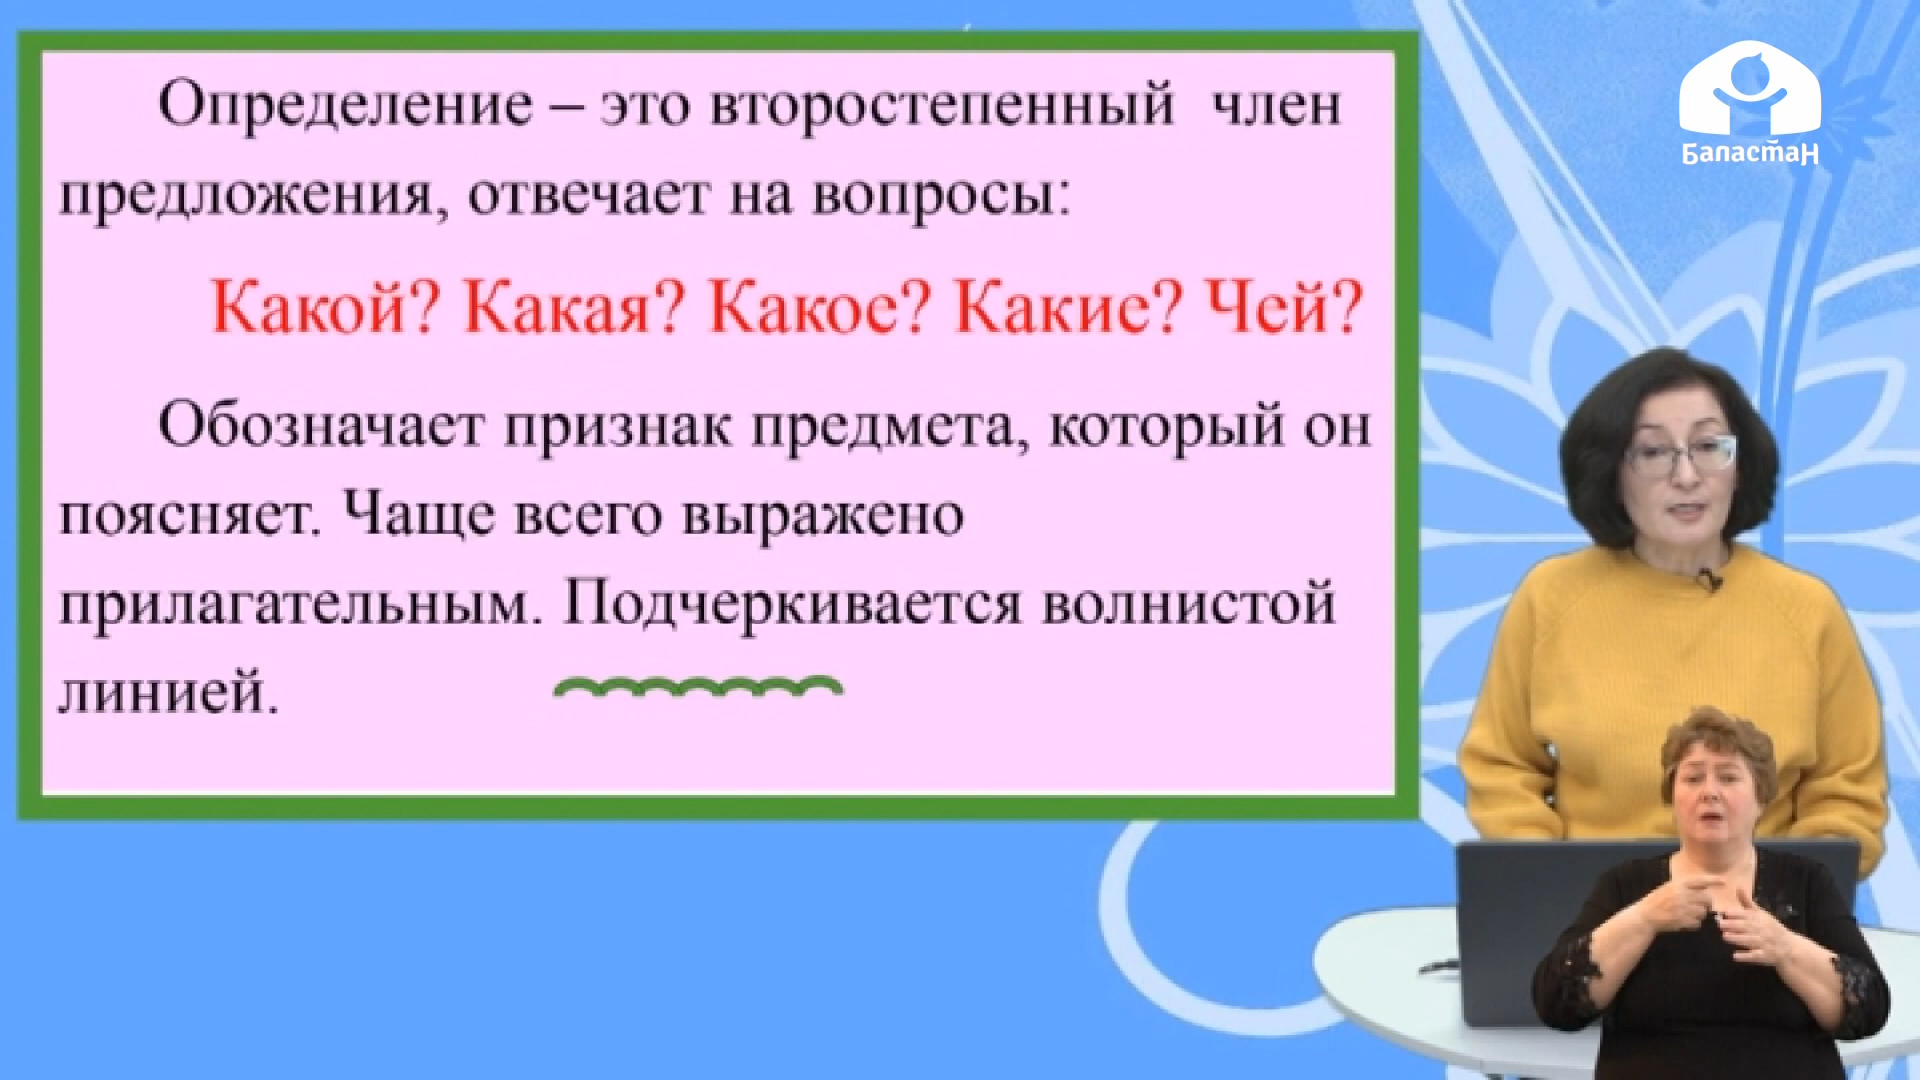 Определение – это второстепенный член
предложения, отвечает на вопросы:
Какой? Какая? Какое? Какие? Чей?
Обозначает признак предмета, который он
поясняет. Чаще всего выражено
прилагательным. Подчеркивается волнистой
линией.
Баластан